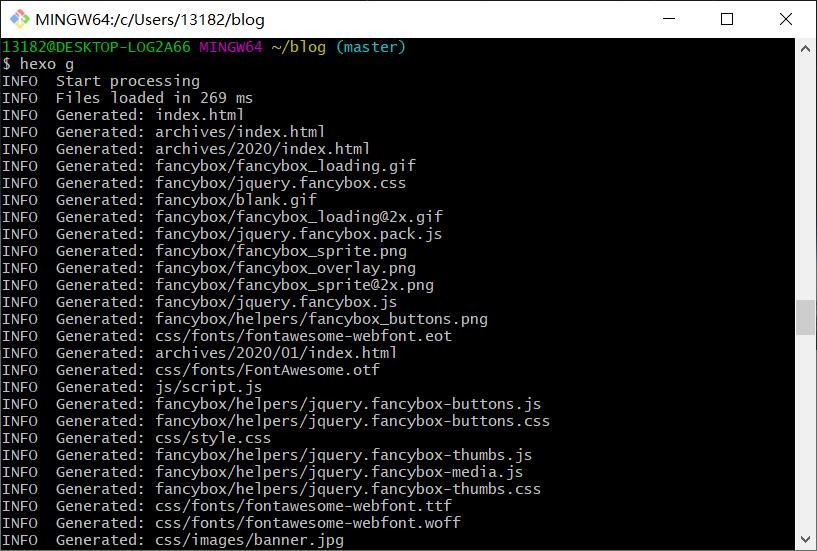 MINGW64:/c/Users/13182/blog
13182@DESKTOP-LOG2A66 MINGW64 ~/blog (master)
$ hexo g
INFO  Start processing
INFO  Files loaded in 269 ms
INFO  Generated: index.html
INFO  Generated: archives/index.html
INFO  Generated: archives/2020/index.html
INFO  Generated: fancybox/fancybox_loading.gif
INFO  Generated: fancybox/jquery.fancybox.css
INFO  Generated: fancybox/blank.gif
INFO  Generated: fancybox/fancybox_loading@2x.gif
INFO  Generated: fancybox/jquery.fancybox.pack.js
INFO  Generated: fancybox/fancybox_sprite.png
INFO  Generated: fancybox/fancybox_overlay.png
INFO  Generated: fancybox/fancybox_sprite@2x.png
INFO  Generated: fancybox/jquery.fancybox.js
INFO  Generated: fancybox/helpers/fancybox_buttons.png
INFO  Generated: css/fonts/fontawesome-webfont.eot
INFO  Generated: archives/2020/01/index.html
INFO  Generated: css/fonts/FontAwesome.otf
INFO  Generated: js/script.js
INFO  Generated: fancybox/helpers/jquery.fancybox-buttons.js
INFO  Generated: fancybox/helpers/jquery.fancybox-buttons.css
INFO  Generated: css/style.css
INFO  Generated: fancybox/helpers/jquery.fancybox-thumbs.js
INFO  Generated: fancybox/helpers/jquery.fancybox-media.js
INFO  Generated: fancybox/helpers/jquery.fancybox-thumbs.css
INFO  Generated: css/fonts/fontawesome-webfont.ttf
INFO  Generated: css/fonts/fontawesome-webfont.woff
INFO  Generated: css/images/banner.jpg